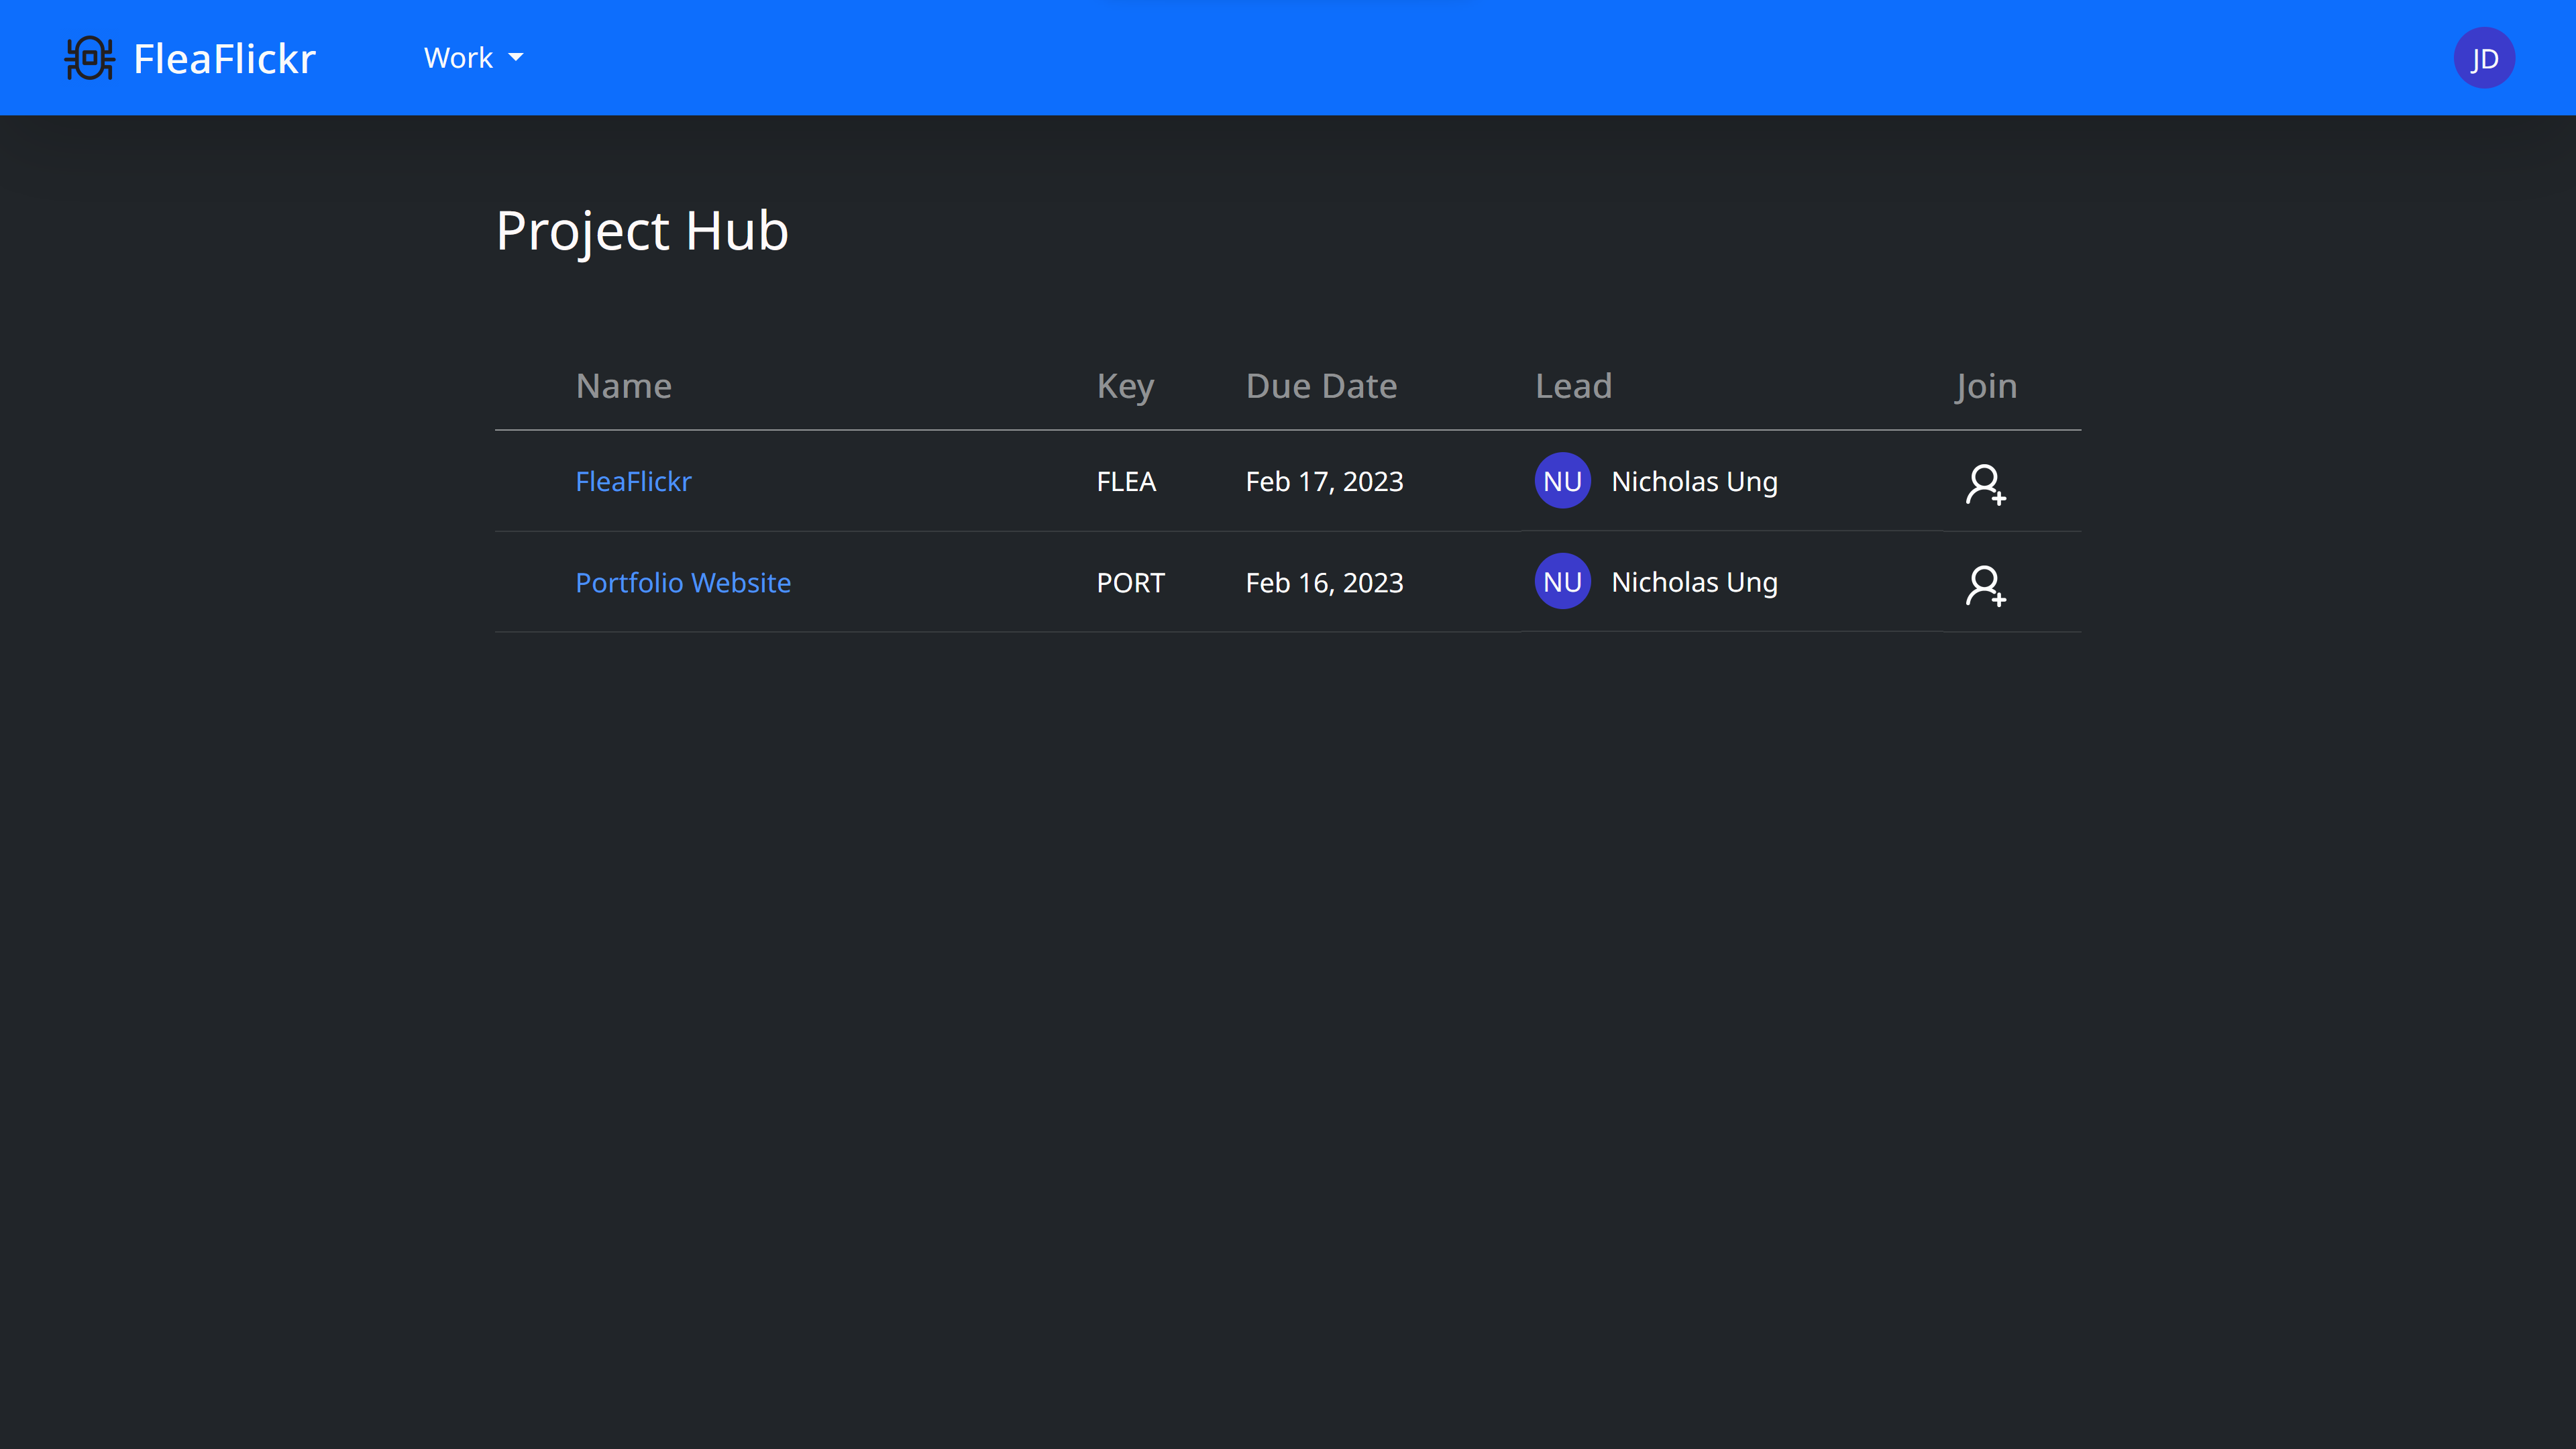 FleaFlickr Work JD
Project Hub
Name Key Due Date Lead Join
FleaFlickr FLEA Feb 17, 2023 NU Nicholas Ung
Portfolio Website PORT Feb 16, 2023 NU Nicholas Ung